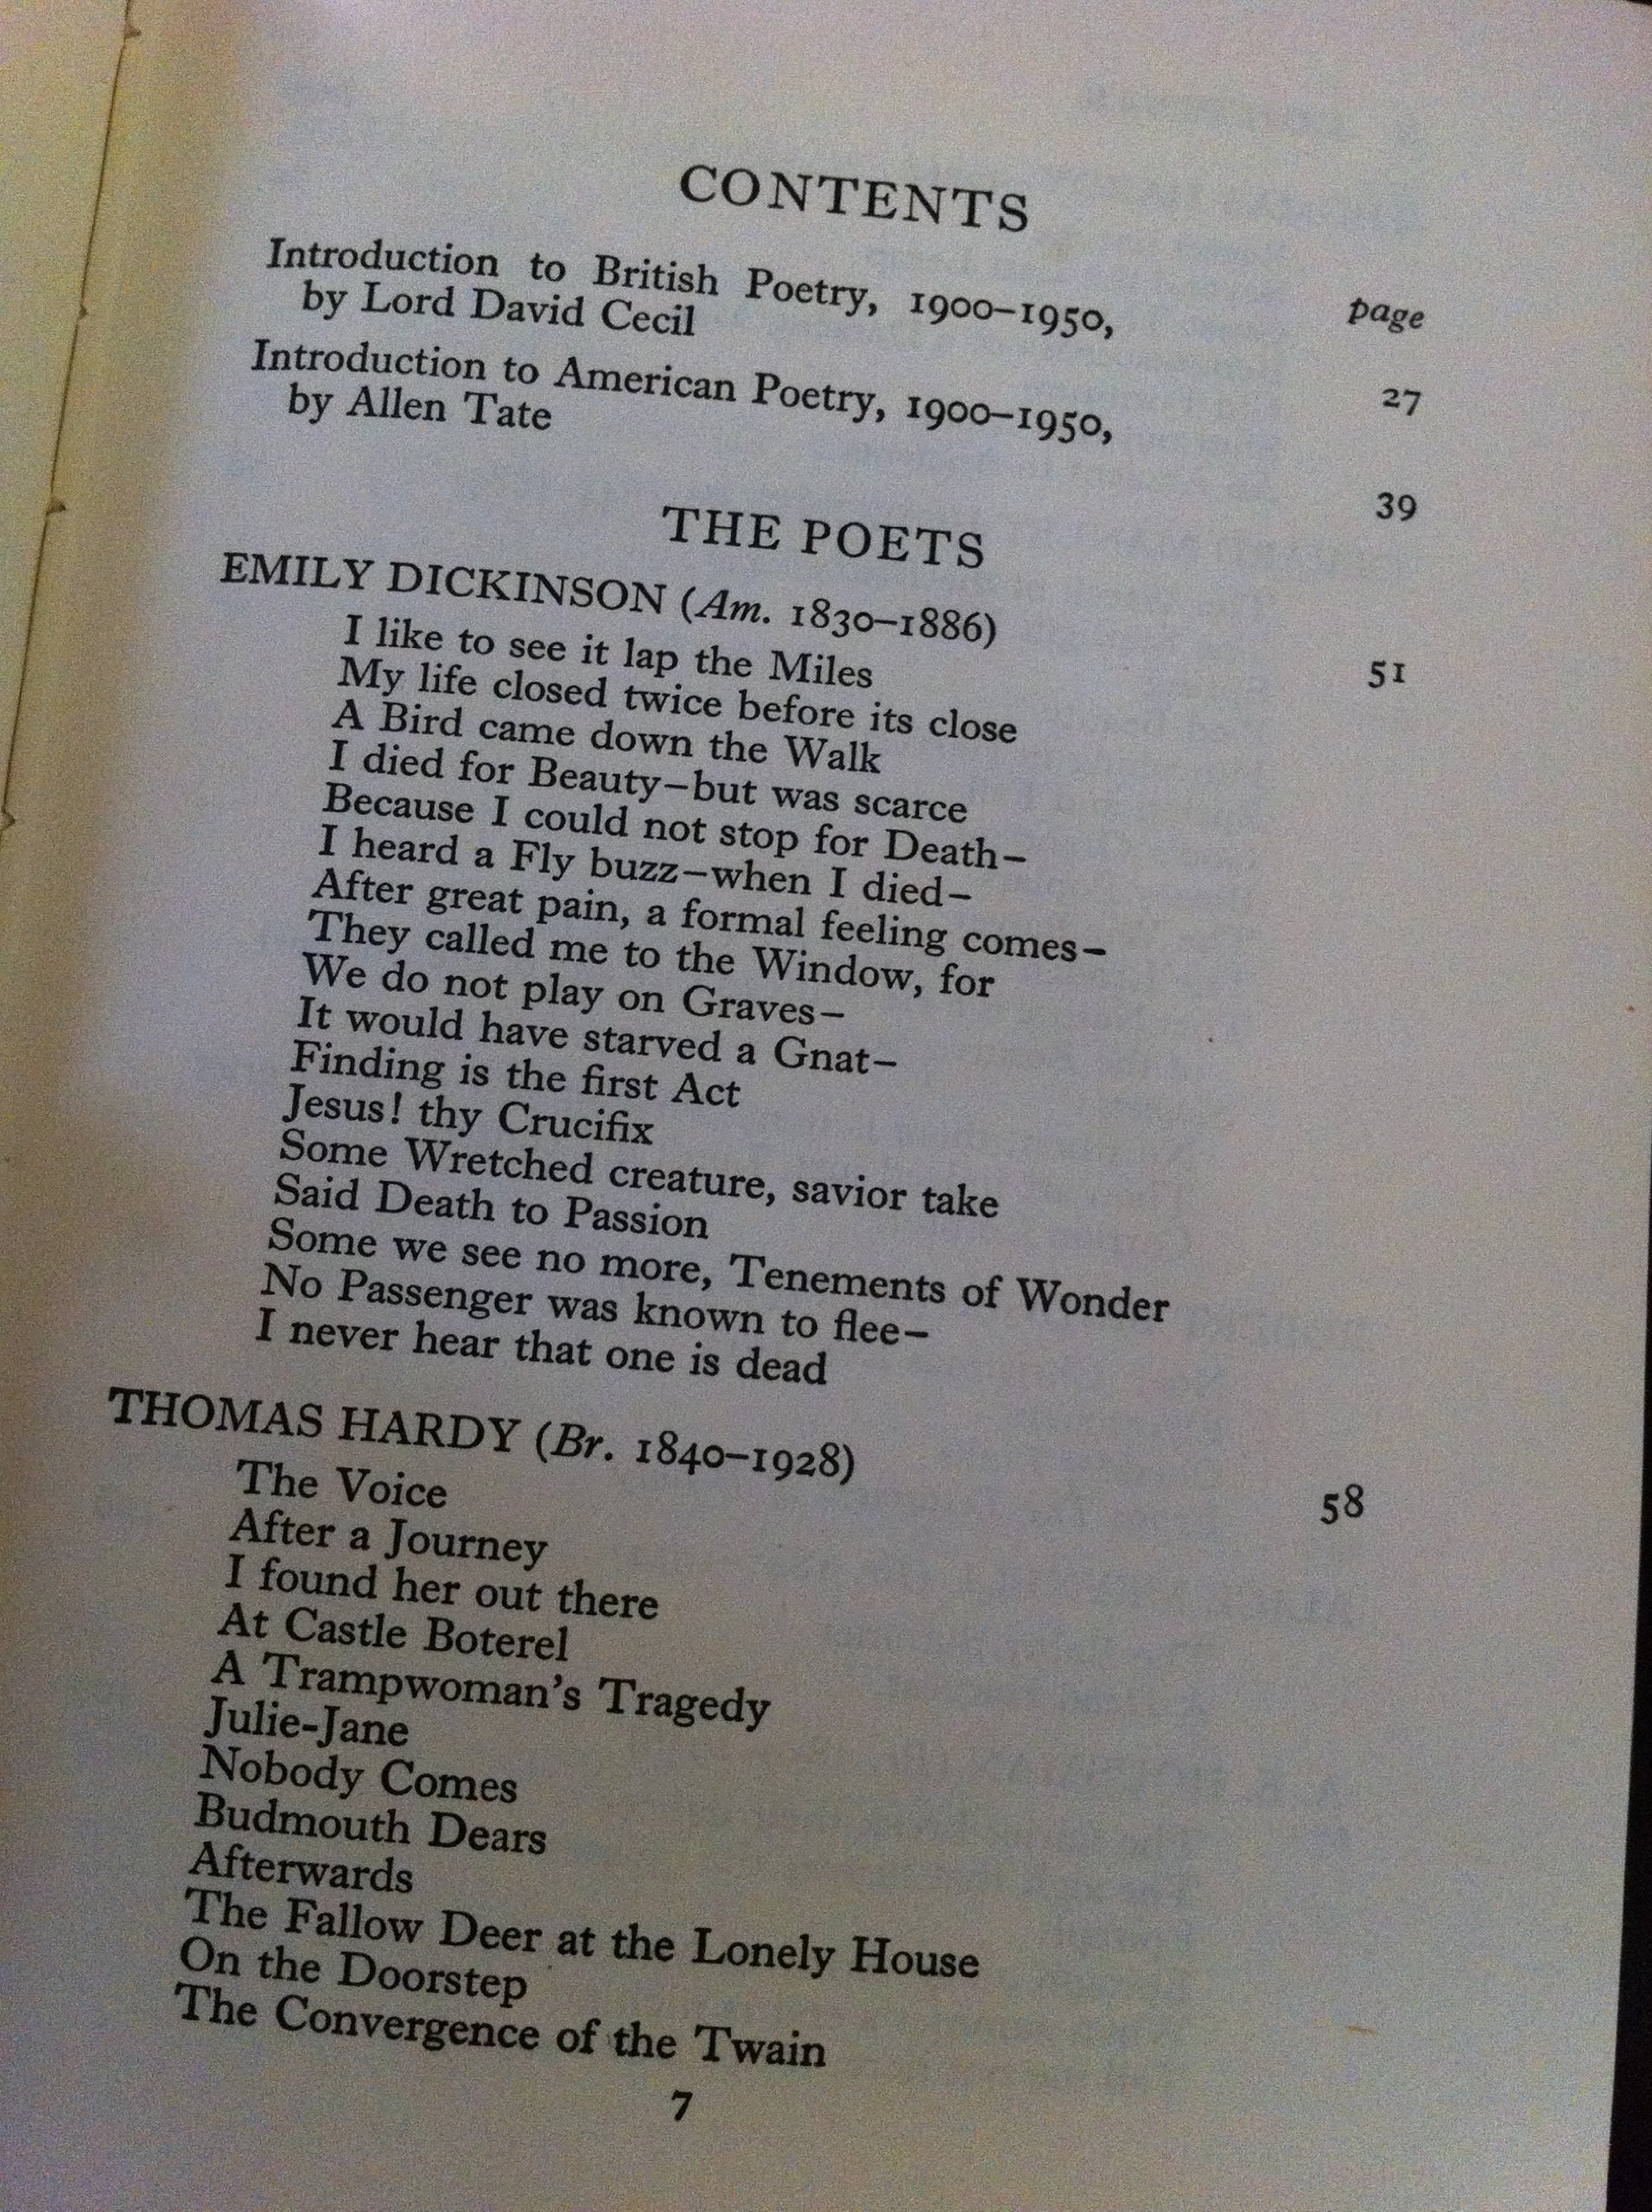 CONTENTS
page
Introduction to British Poetry, 1900–1950,
by Lord David Cecil 27
Introduction to American Poetry, 1900–1950,
by Allen Tate 39
THE POETS
EMILY DICKINSON (Am. 1830–1886) 51
I like to see it lap the Miles
My life closed twice before its close
A Bird came down the Walk
I died for Beauty–but was scarce
Because I could not stop for Death–
I heard a Fly buzz–when I died–
After great pain, a formal feeling comes–
They called me to the Window, for
We do not play on Graves–
It would have starved a Gnat–
Finding is the first Act
Jesus! thy Crucifix
Some Wretched creature, savior take
Said Death to Passion
Some we see no more, Tenements of Wonder
No Passenger was known to flee–
I never hear that one is dead
THOMAS HARDY (Br. 1840–1928) 58
The Voice
After a Journey
I found her out there
At Castle Boterel
A Trampwoman's Tragedy
Julie-Jane
Nobody Comes
Budmouth Dears
Afterwards
The Fallow Deer at the Lonely House
On the Doorstep
The Convergence of the Twain
7